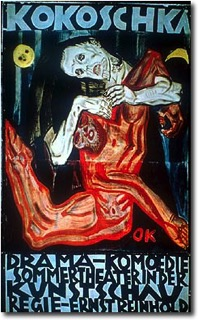 KOKOSCHKA
OK
DRAMA-KOMOEDIE
SOMMERTHEATER IN DER
KUNSTSCHAU
REGIE-ERNST REINHOLD